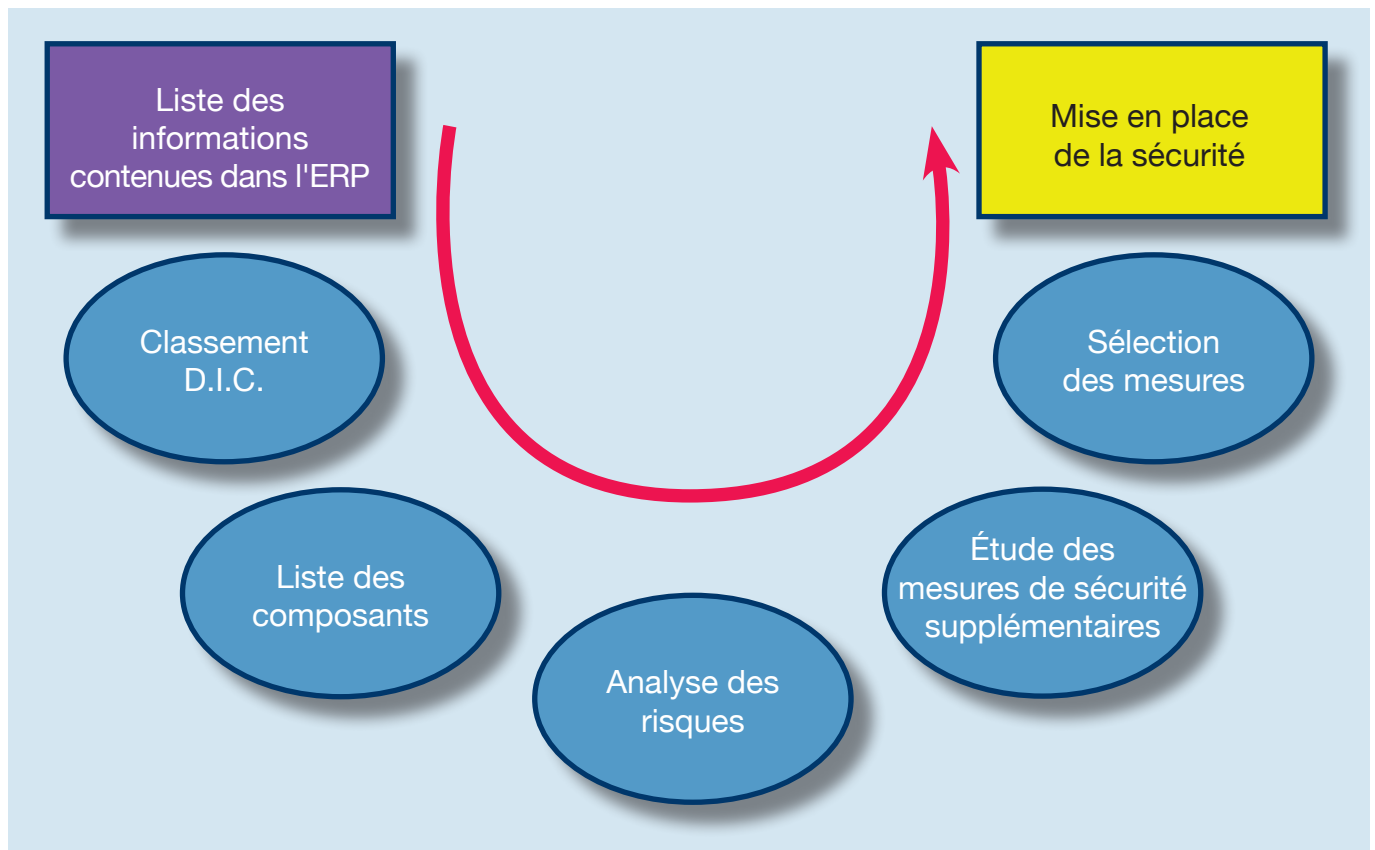 Liste des
informations
contenues dans l'ERP
Classement
D.I.C.
Liste des
composants
Analyse des
risques
Étude des
mesures de sécurité
supplémentaires
Sélection
des mesures
Mise en place
de la sécurité